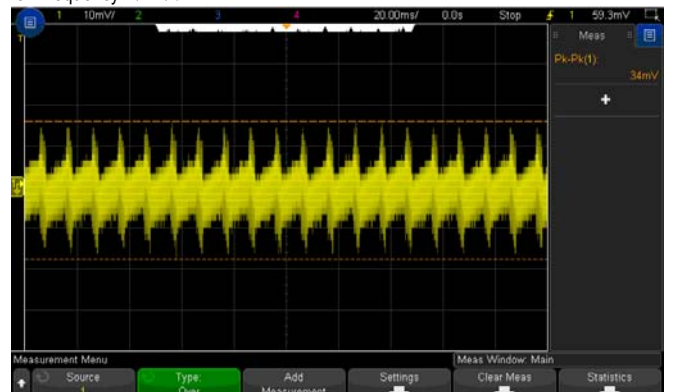 1 10mV/ 2 3 4 20.00ms/ 0.0s Stop 1 59.3mV
Meas
T
Pk-Pk(1):
34mV
+
Measurement Menu Meas Window: Main
Source Type: Add Settings Clear Meas Statistics
1 Over Measurement